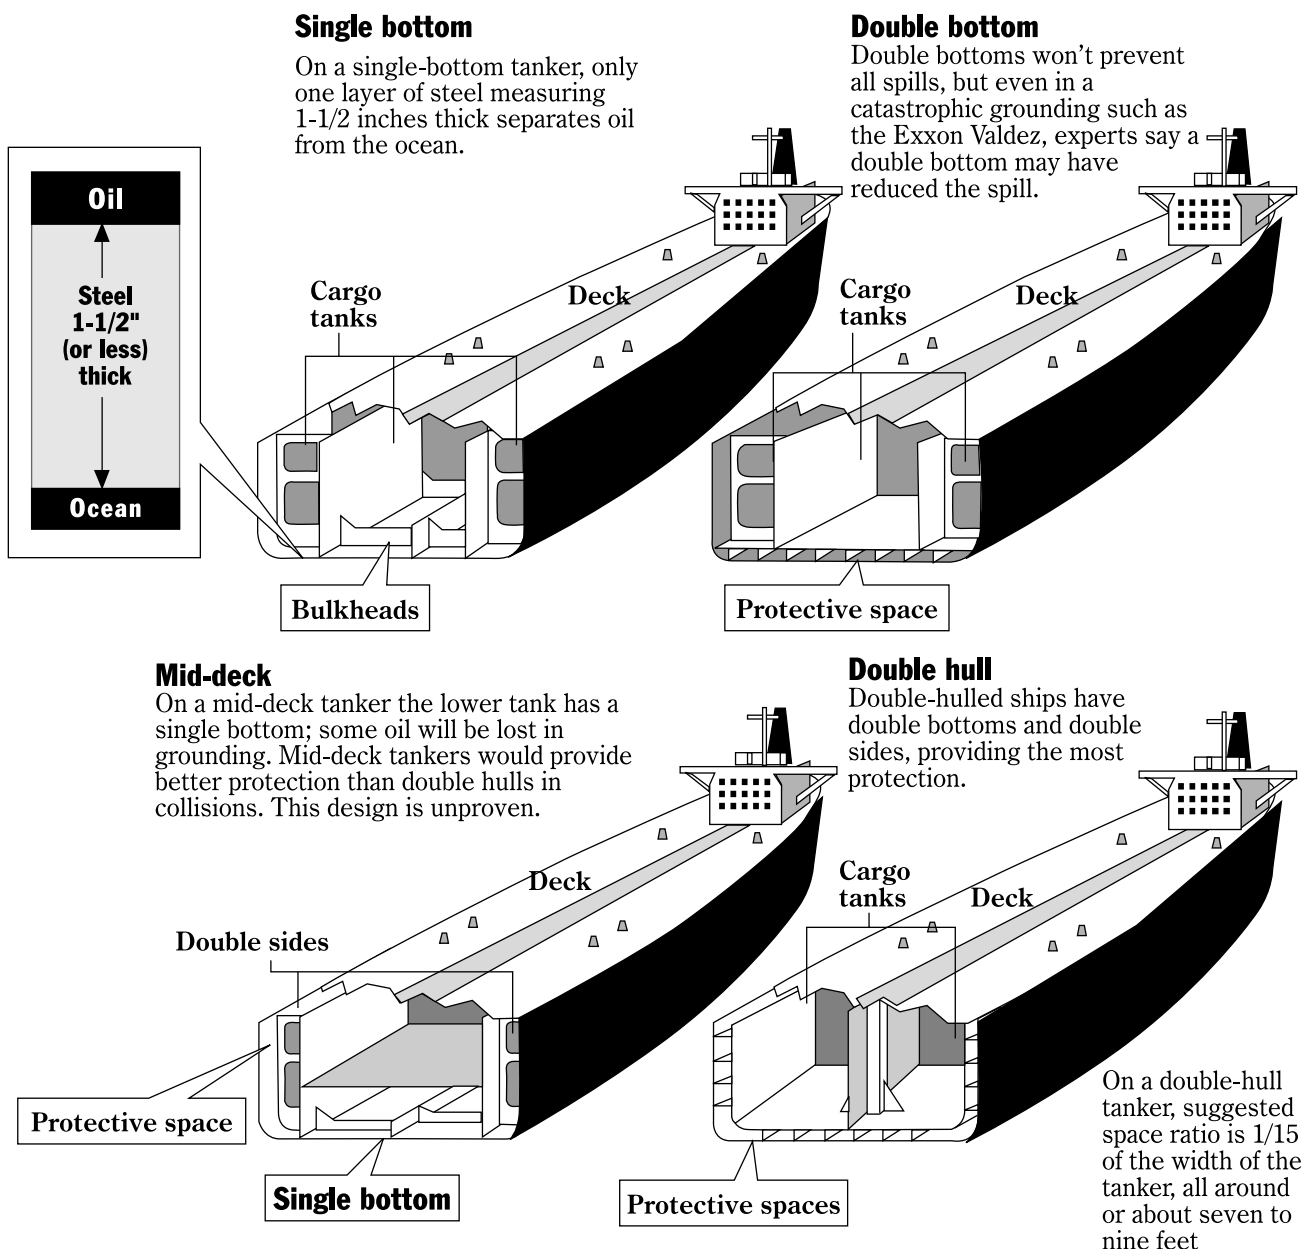 Single bottom
On a single-bottom tanker, only
one layer of steel measuring
1-1/2 inches thick separates oil
from the ocean.
Oil
Steel
1-1/2"
(or less)
thick
Ocean
Cargo
tanks
Deck
Bulkheads
Double bottom
Double bottoms won’t prevent
all spills, but even in a
catastrophic grounding such as
the Exxon Valdez, experts say a
double bottom may have
reduced the spill.
Cargo
tanks
Deck
Protective space
Mid-deck
On a mid-deck tanker the lower tank has a
single bottom; some oil will be lost in
grounding. Mid-deck tankers would provide
better protection than double hulls in
collisions. This design is unproven.
Deck
Double sides
Protective space
Single bottom
Double hull
Double-hulled ships have
double bottoms and double
sides, providing the most
protection.
Cargo
tanks
Deck
Protective spaces
On a double-hull
tanker, suggested
space ratio is 1/15
of the width of the
tanker, all around
or about seven to
nine feet